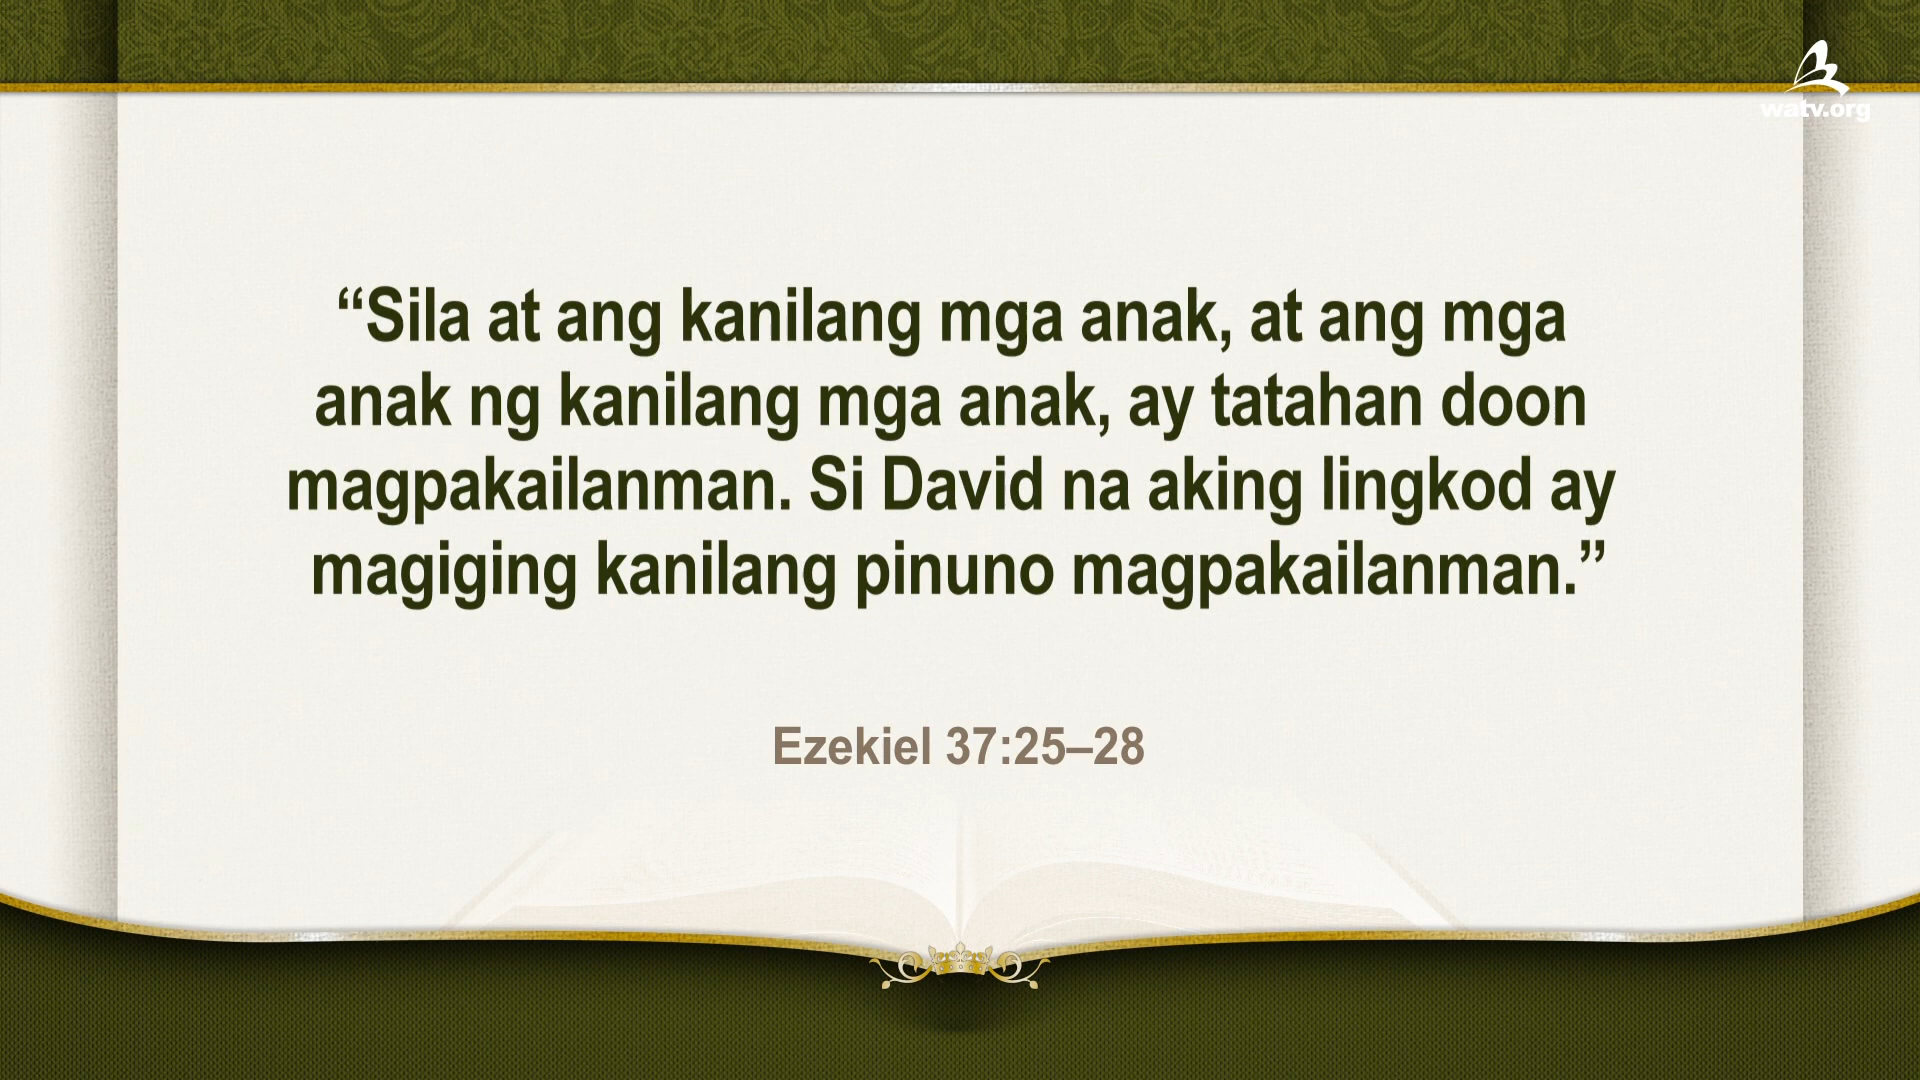 watv.org
“Sila at ang kanilang mga anak, at ang mga
anak ng kanilang mga anak, ay tatahan doon
magpakailanman. Si David na aking lingkod ay
magiging kanilang pinuno magpakailanman.”
Ezekiel 37:25–28